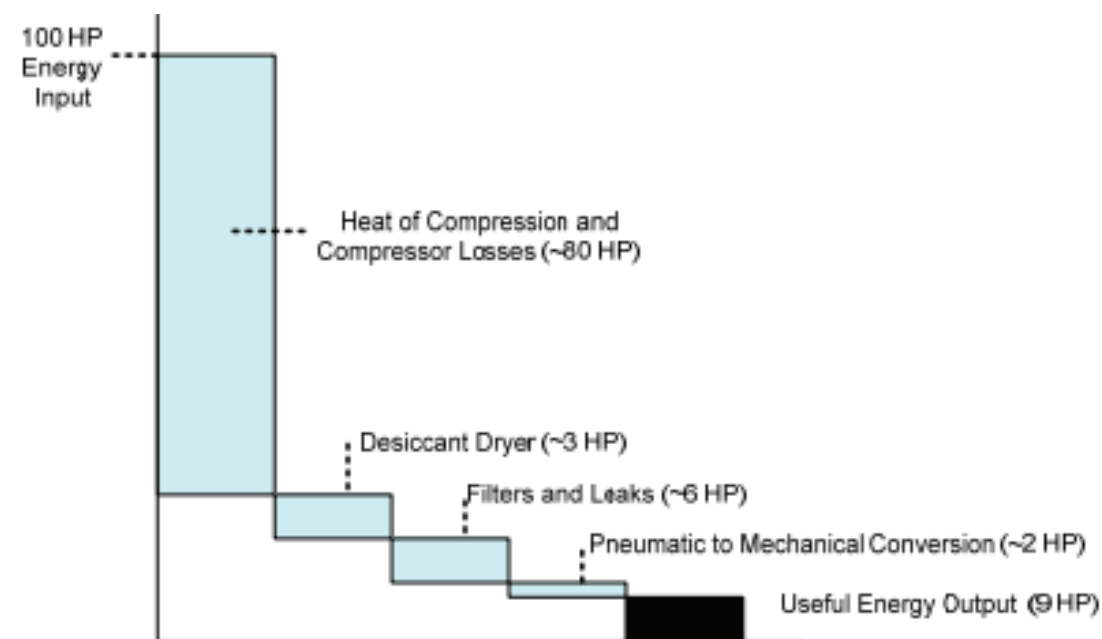 100 HP
Energy
Input
Heat of Compression and
Compressor Losses (~80 HP)
Desiccant Dryer (~3 HP)
Filters and Leaks (~6 HP)
Pneumatic to Mechanical Conversion (~2 HP)
Useful Energy Output (9 HP)